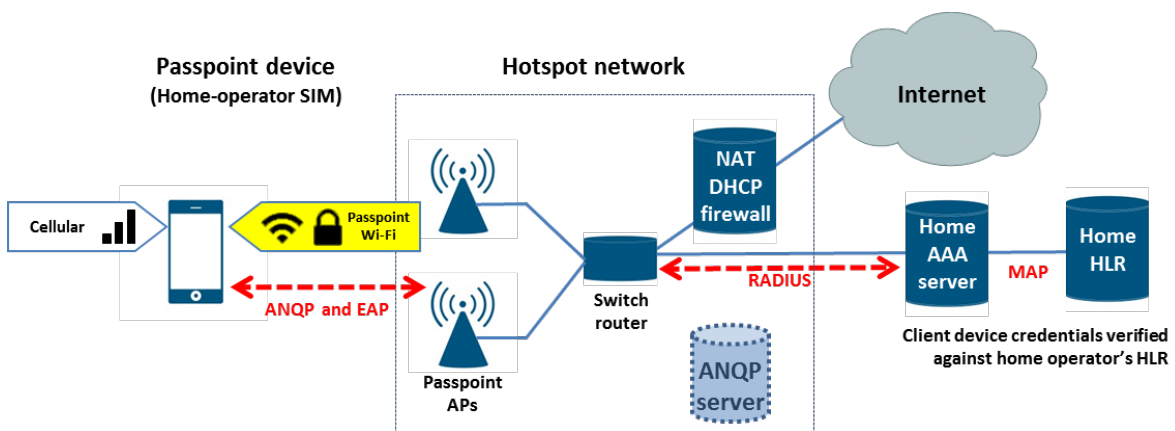 Passpoint device
(Home-operator SIM)
Hotspot network
Internet
NAT
DHCP
firewall
Cellular
Passpoint
Wi-Fi
Home
AAA
server
Home
HLR
MAP
RADIUS
ANQP and EAP
Switch
router
Client device credentials verified
against home operator's HLR
Passpoint
APs
ANQP
server